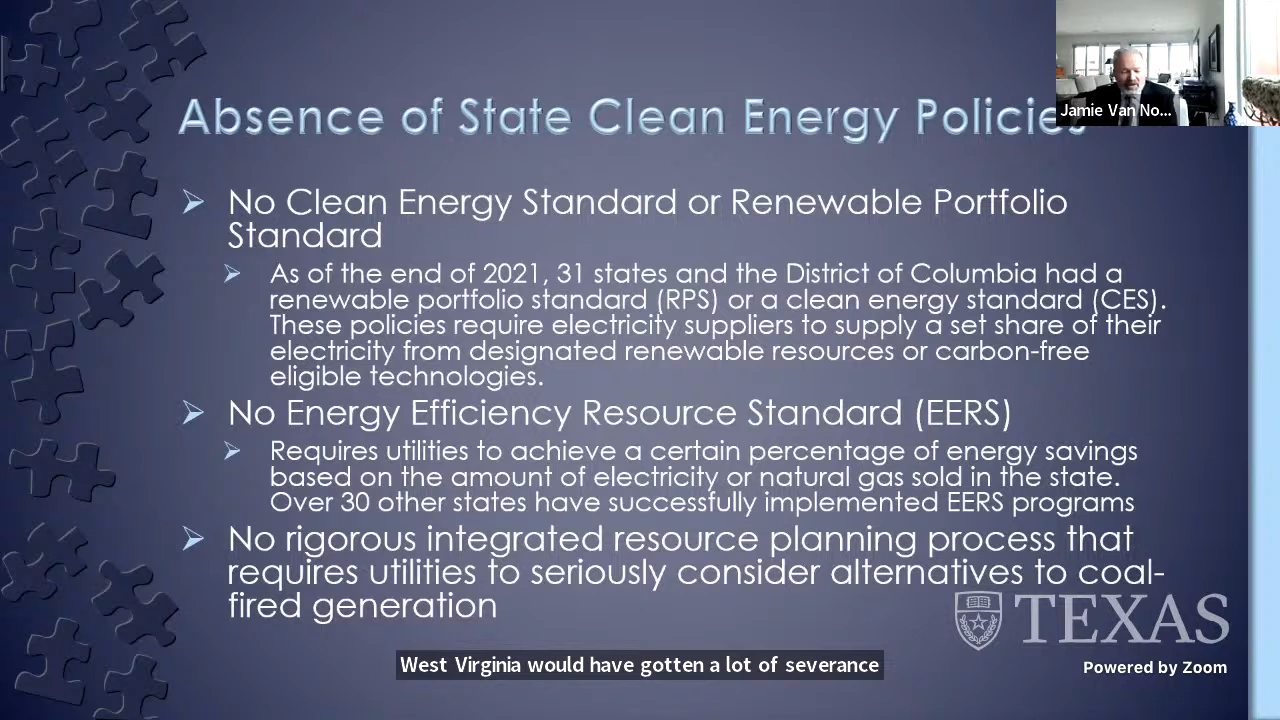 Absence of State Clean Energy Policies
Jamie Van No...
No Clean Energy Standard or Renewable Portfolio
Standard
As of the end of 2021, 31 states and the District of Columbia had a
renewable portfolio standard (RPS) or a clean energy standard (CES).
These policies require electricity suppliers to supply a set share of their
electricity from designated renewable resources or carbon-free
eligible technologies.
No Energy Efficiency Resource Standard (EERS)
Requires utilities to achieve a certain percentage of energy savings
based on the amount of electricity or natural gas sold in the state.
Over 30 other states have successfully implemented EERS programs
No rigorous integrated resource planning process that
requires utilities to seriously consider alternatives to coal-
fired generation
TEXAS
West Virginia would have gotten a lot of severance
Powered by Zoom